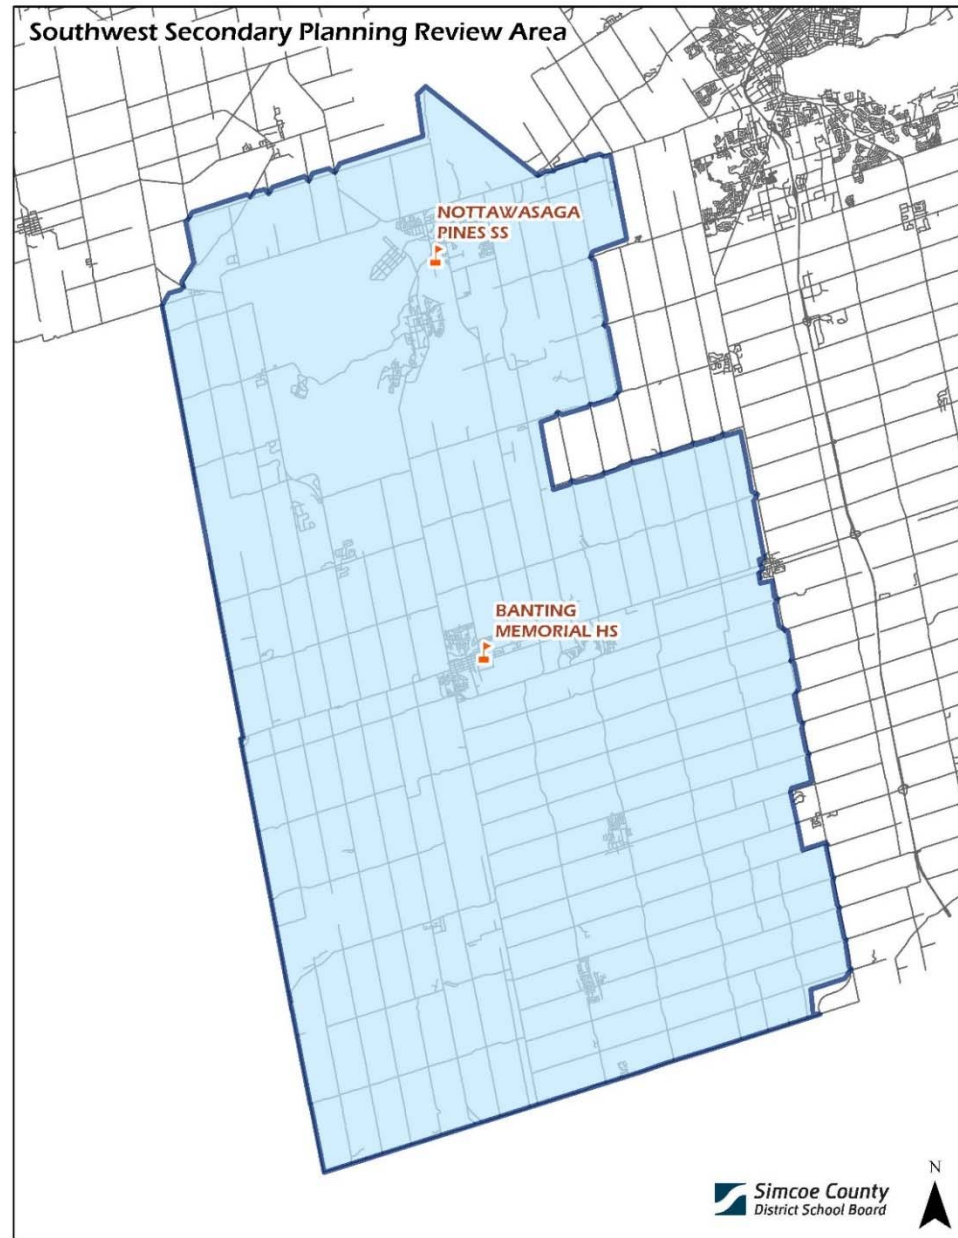 Southwest Secondary Planning Review Area
NOTTAWASAGA
PINES SS
BANTING
MEMORIAL HS
Simcoe County
District School Board
N